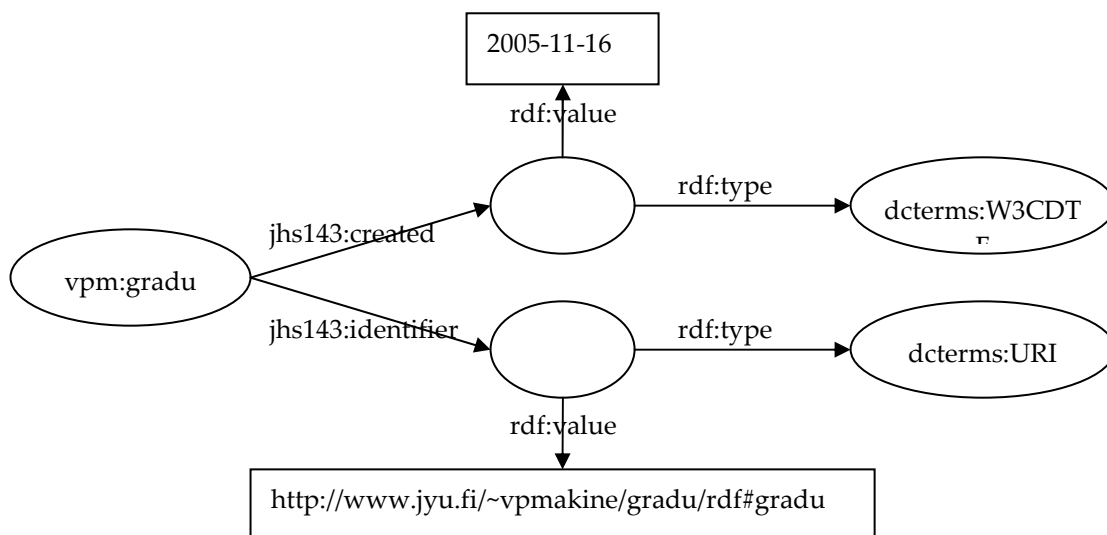 2005-11-16
rdf:value
rdf:type
dcterms:W3CDT
F
jhs143:created
vpm:gradu
jhs143:identifier
rdf:type
dcterms:URI
rdf:value
http://www.jyu.fi/~vpmakine/gradu/rdf#gradu